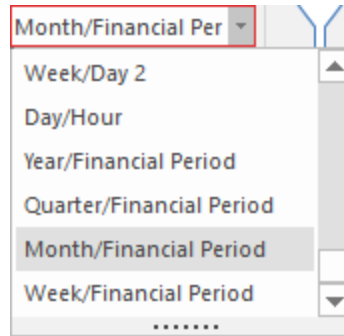 Month/Financial Per
Week/Day 2
Day/Hour
Year/Financial Period
Quarter/Financial Period
Month/Financial Period
Week/Financial Period